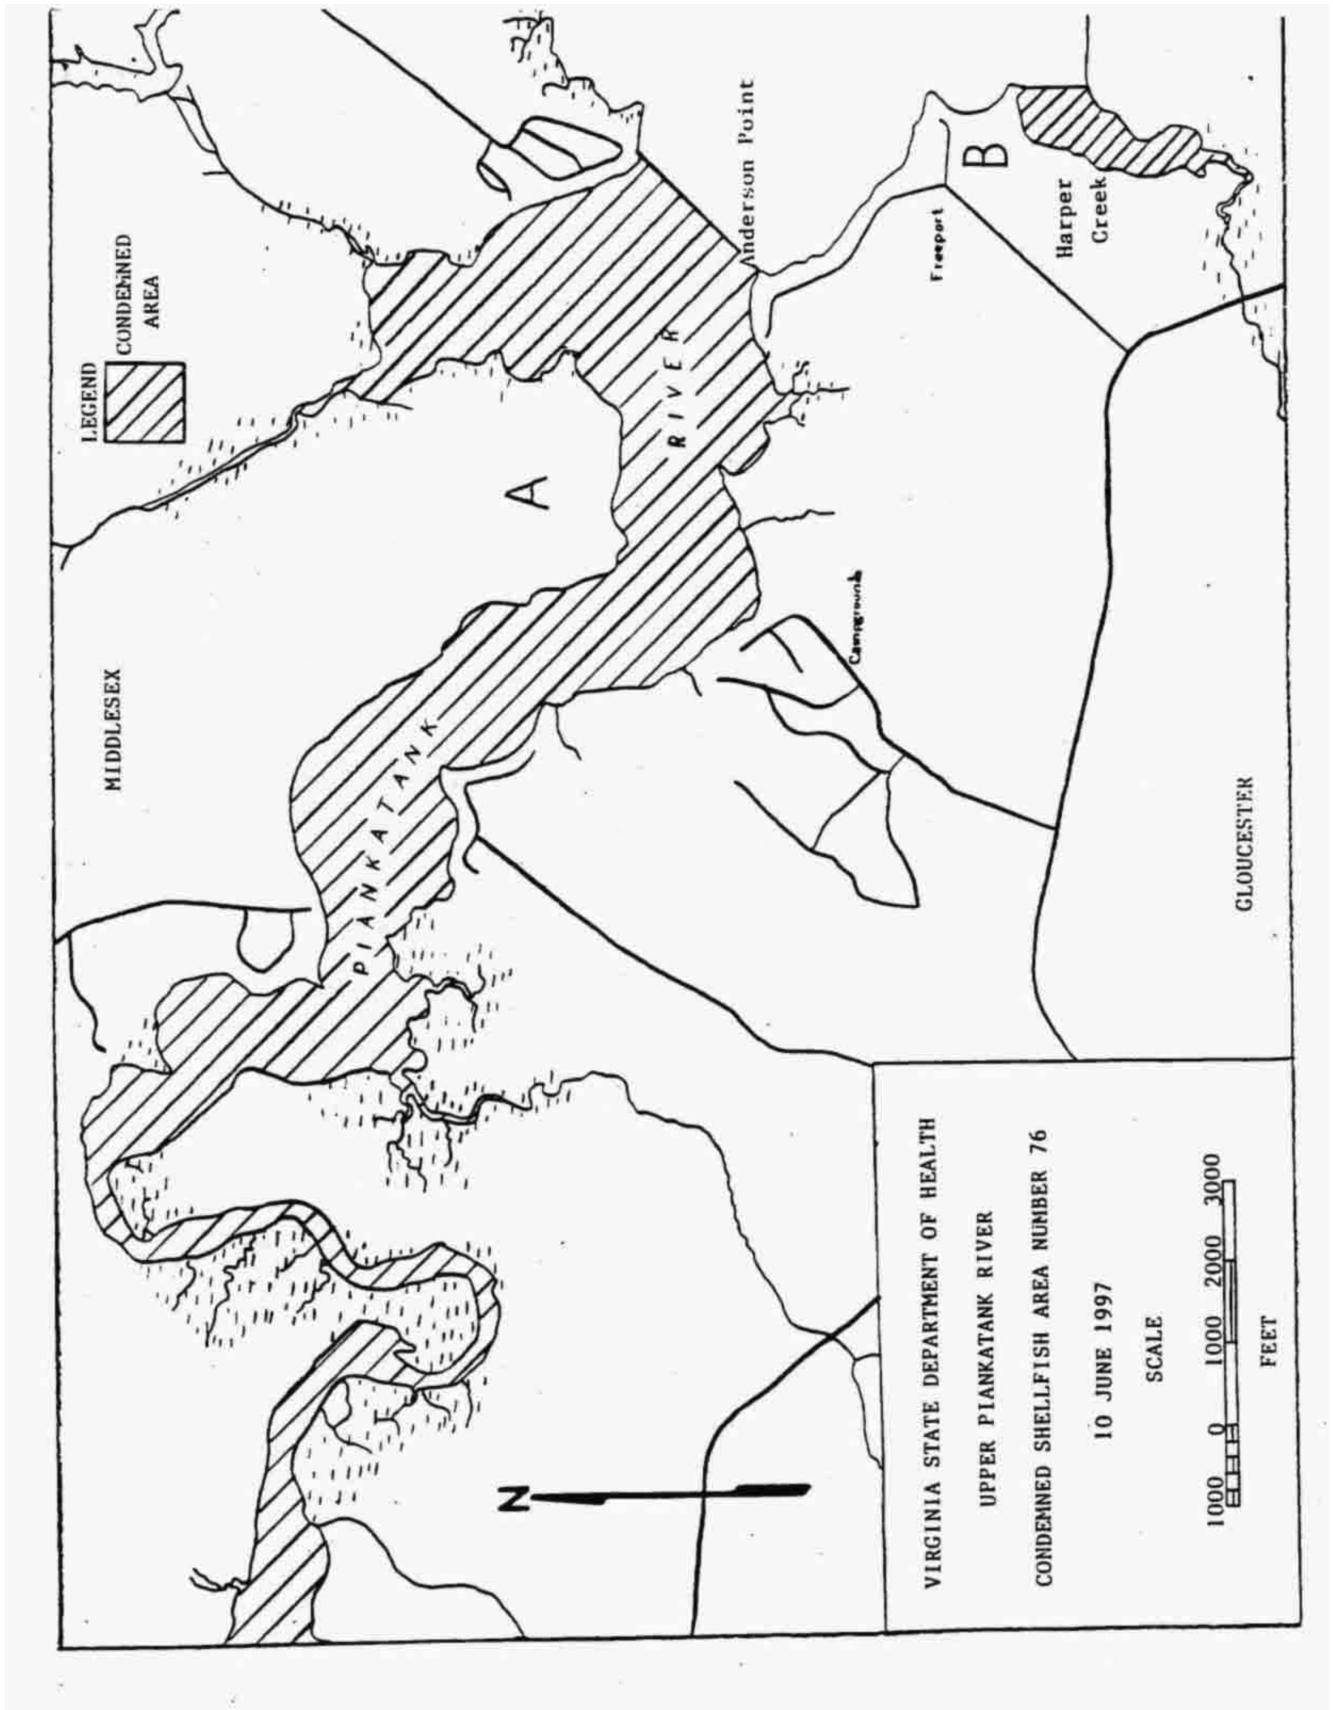 LEGEND
CONDEMNED
AREA
MIDDLESEX
A
PIANKATANK
RIVER
Anderson Point
B
Freeport
Harper
Creek
Campground
GLOUCESTER
N
VIRGINIA STATE DEPARTMENT OF HEALTH
UPPER PIANKATANK RIVER
CONDEMNED SHELLFISH AREA NUMBER 76
10 JUNE 1997
SCALE
1000 0 1000 2000 3000
FEET